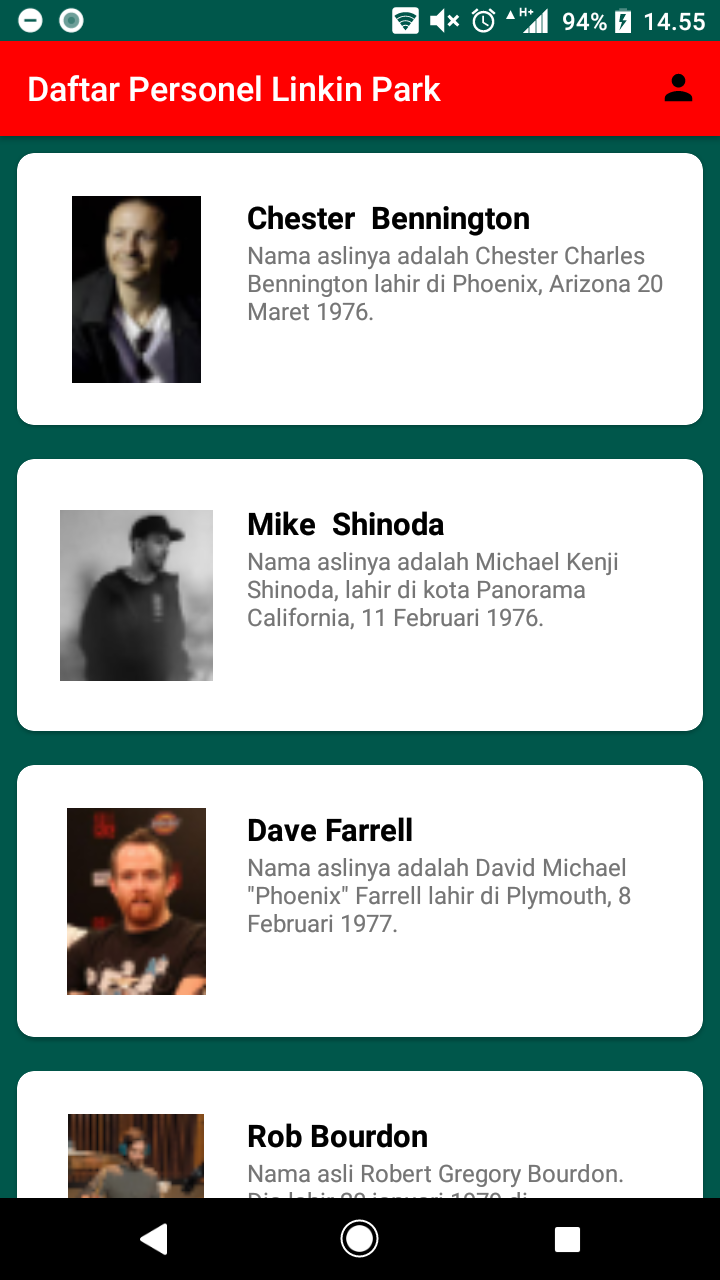 H+ 94% 14.55
Daftar Personel Linkin Park
Chester  Bennington
Nama aslinya adalah Chester Charles
Bennington lahir di Phoenix, Arizona 20
Maret 1976.
Mike  Shinoda
Nama aslinya adalah Michael Kenji
Shinoda, lahir di kota Panorama
California, 11 Februari 1976.
Dave Farrell
Nama aslinya adalah David Michael
"Phoenix" Farrell lahir di Plymouth, 8
Februari 1977.
Rob Bourdon
Nama asli Robert Gregory Bourdon.